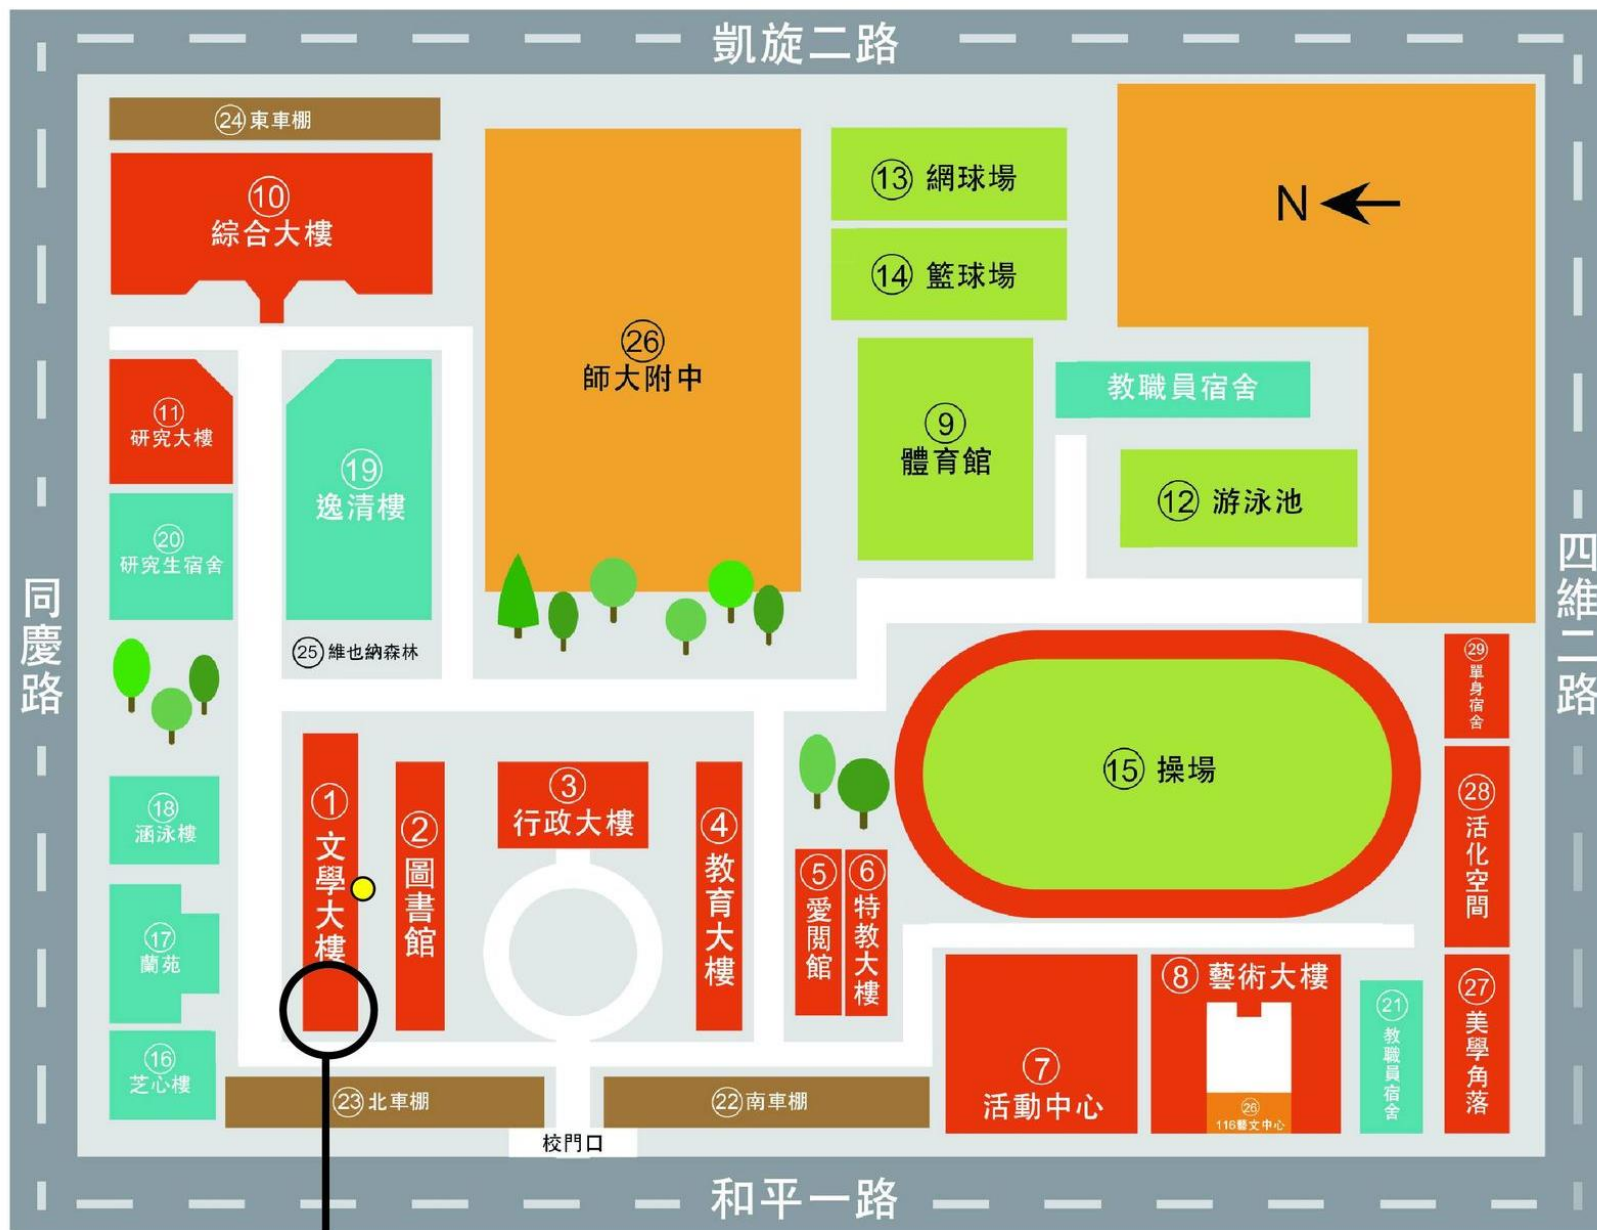 凱旋二路
㉔東車棚
⑩
綜合大樓
⑬ 網球場
⑭ 籃球場
N
㉖
師大附中
⑪
研究大樓
⑲
逸清樓
⑨
體育館
教職員宿舍
⑫ 游泳池
⑳
研究生宿舍
㉕維也納森林
同慶路
四維二路
㉙
單身宿舍
⑮ 操場
㉘
活化空間
⑱
涵泳樓
①
文學大樓
②
圖書館
③
行政大樓
④
教育大樓
⑤
愛閱館
⑥
特教大樓
⑰
蘭苑
⑯
芝心樓
⑦
活動中心
⑧ 藝術大樓
㉖
116藝文中心
㉑
教職員宿舍
㉗
美學角落
㉓北車棚
㉒南車棚
校門口
和平一路